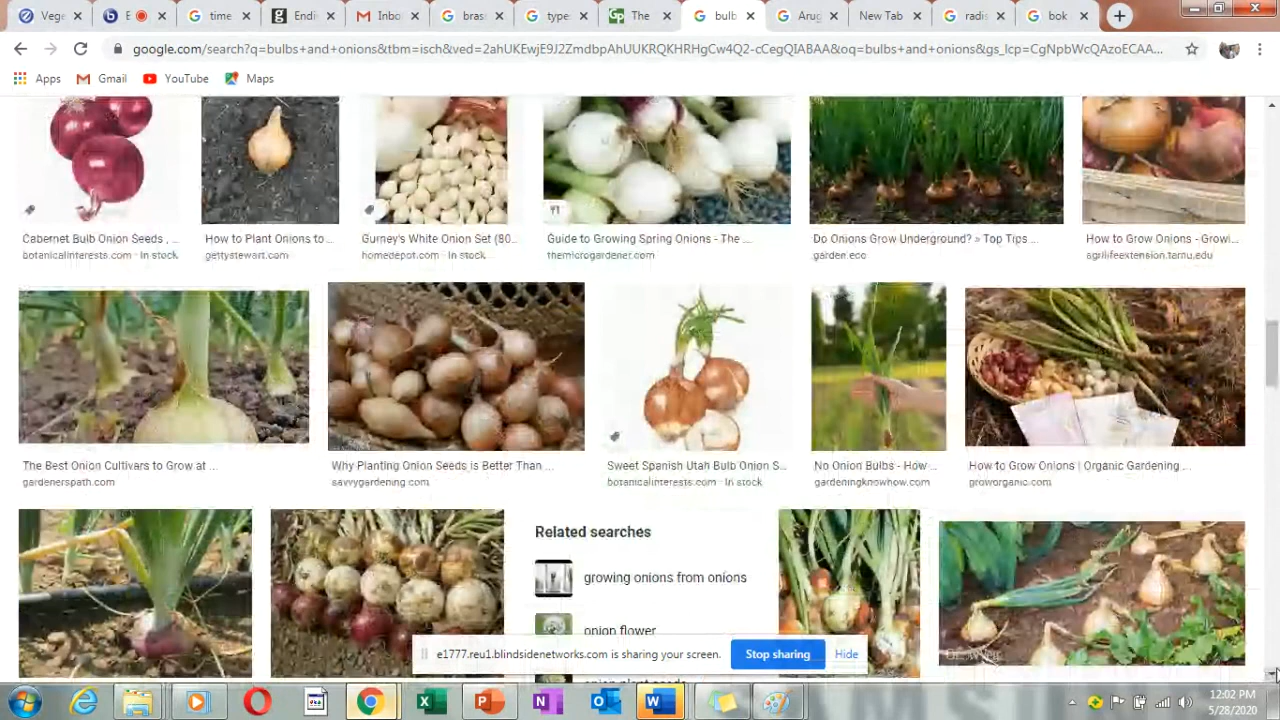 Vege
B
time
Endi
Inbo
bras
type
The
bulb
Arug
New Tab
radis
bok
google.com/search?q=bulbs+and+onions&tbm=isch&ved=2ahUKEwjE9J2ZmdbpAhUUKRQKHRHgCw4Q2-cCegQIABAA&oq=bulbs+and+onions&gs_lcp=CgNpbWcQAzoECAA...
Apps Gmail YouTube Maps
Cabernet Bulb Onion Seeds , ...
botanicalinterests.com · In stock
How to Plant Onions to ...
gettystewart.com
Gurney's White Onion Set (80...
homedepot.com · In stock
Guide to Growing Spring Onions - The ...
themicrogardener.com
Do Onions Grow Underground? » Top Tips ...
garden.eco
How to Grow Onions - Growi...
agrilifeextension.tamu.edu
The Best Onion Cultivars to Grow at ...
gardenerspath.com
Why Planting Onion Seeds is Better Than ...
savvygardening.com
Sweet Spanish Utah Bulb Onion S...
botanicalinterests.com · In stock
No Onion Bulbs - How ...
gardeningknowhow.com
How to Grow Onions | Organic Gardening ...
groworganic.com
Related searches
growing onions from onions
onion flower
e1777.reu1.blindsidenetworks.com is sharing your screen.
Stop sharing
Hide
12:02 PM
5/28/2020